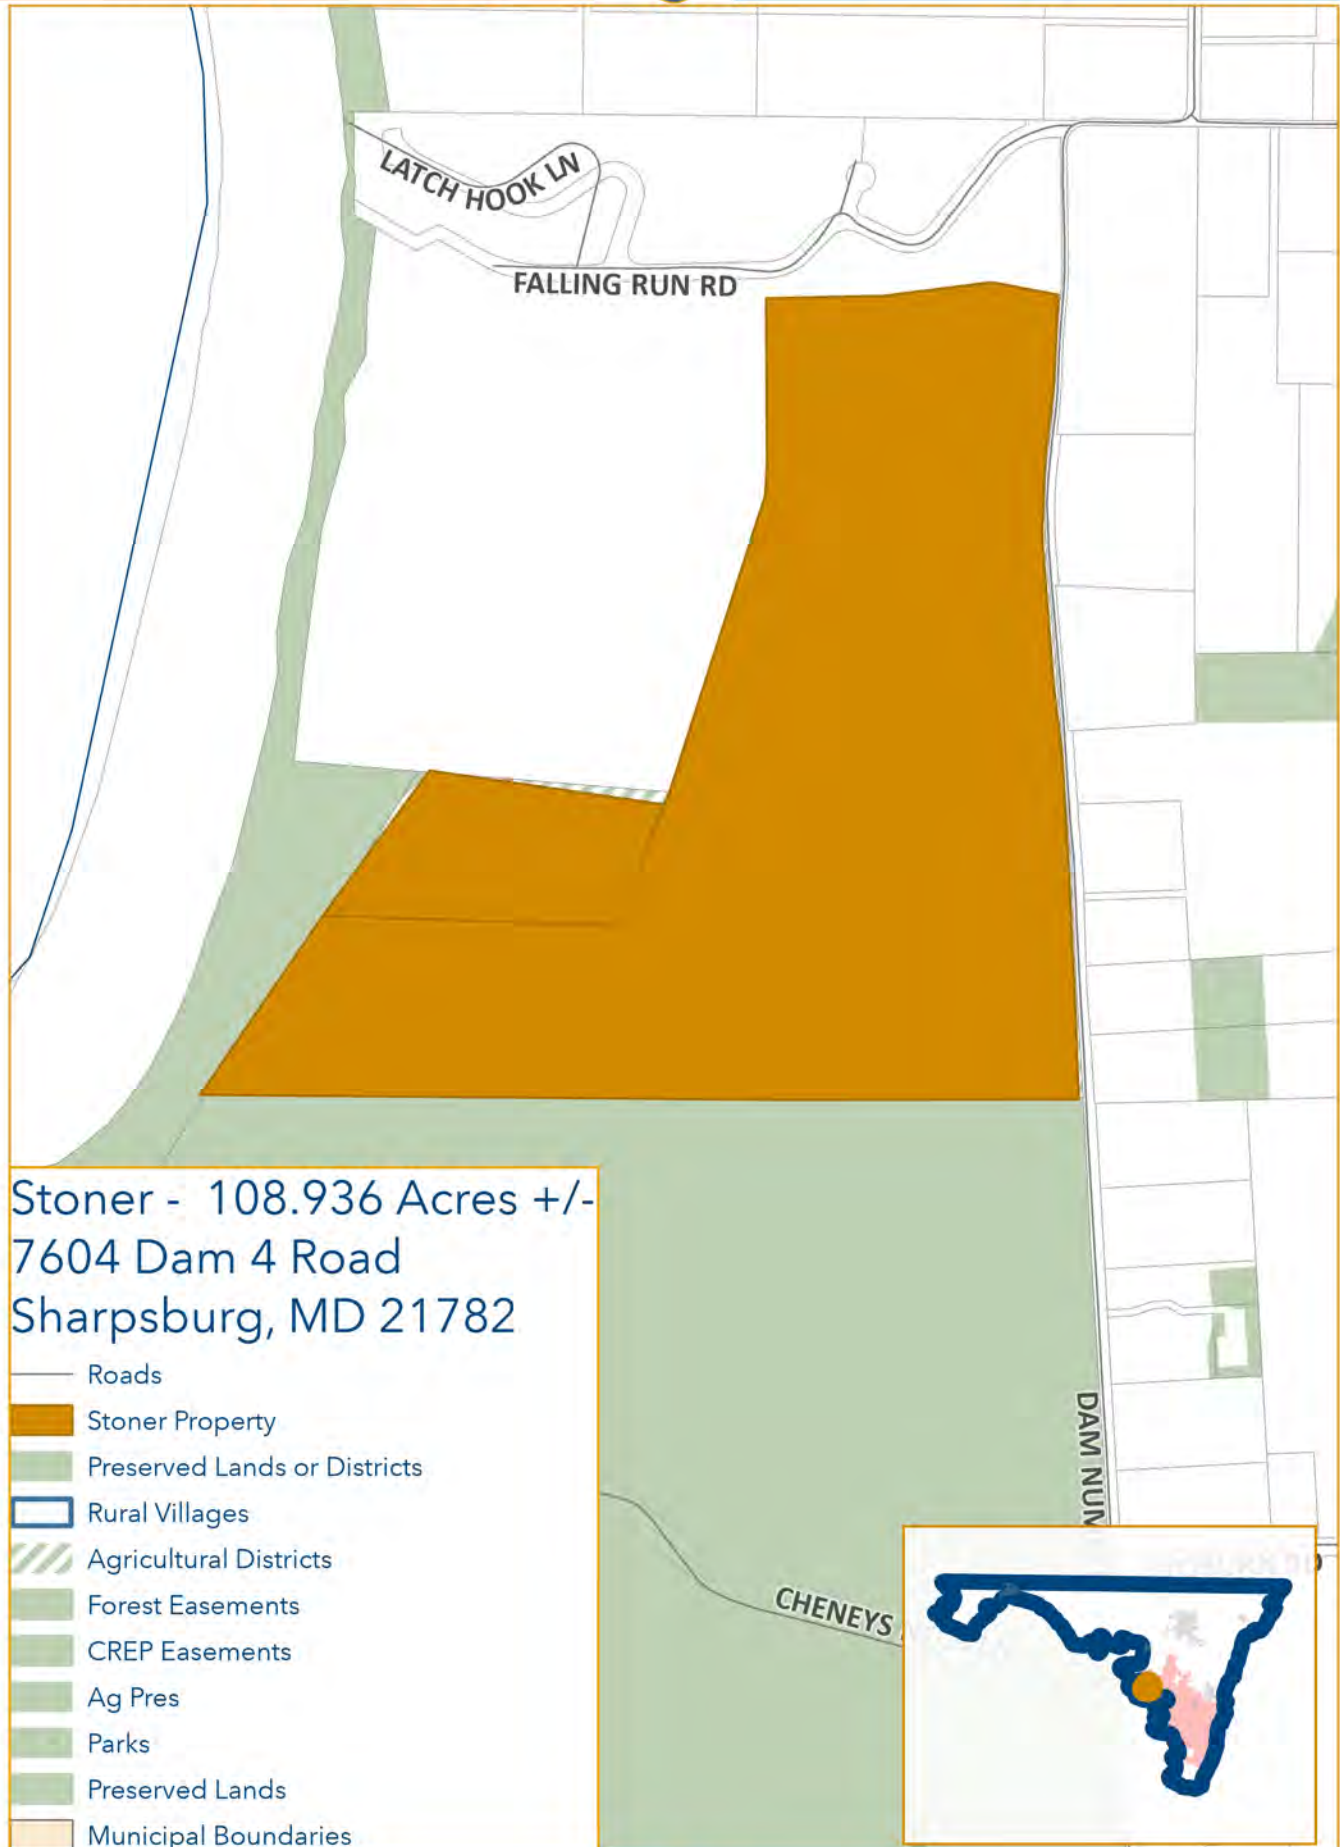 LATCH HOOK LN
FALLING RUN RD
Stoner - 108.936 Acres +/-
7604 Dam 4 Road
Sharpsburg, MD 21782
Roads
Stoner Property
Preserved Lands or Districts
Rural Villages
Agricultural Districts
Forest Easements
CREP Easements
Ag Pres
Parks
Preserved Lands
Municipal Boundaries
DAM NUM
CHENEYS